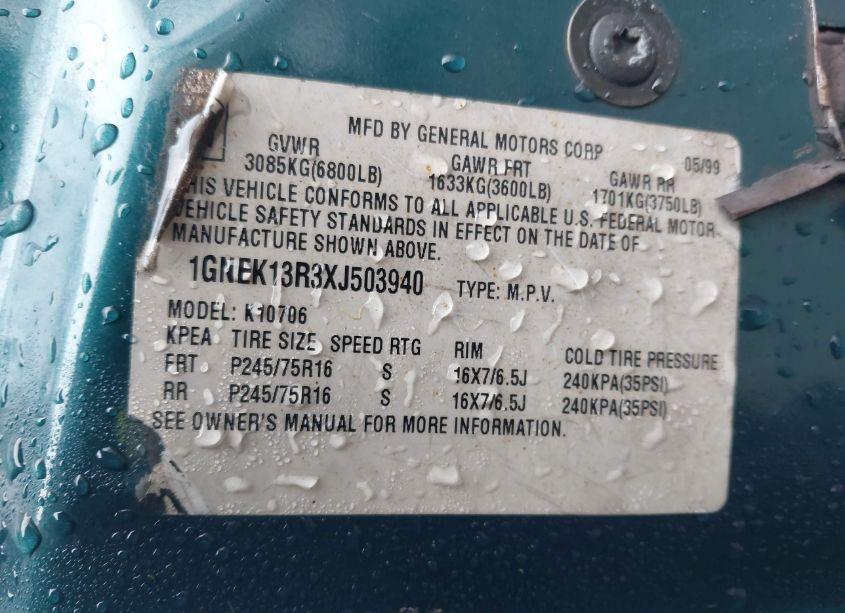 MFD BY GENERAL MOTORS CORP 05/99
GVWR GAWR FRT GAWR RR
3085KG(6800LB) 1633KG(3600LB) 1701KG(3750LB)
THIS VEHICLE CONFORMS TO ALL APPLICABLE U.S. FEDERAL MOTOR
VEHICLE SAFETY STANDARDS IN EFFECT ON THE DATE OF
MANUFACTURE SHOWN ABOVE.
1GNEK13R3XJ503940 TYPE: M.P.V.
MODEL: K10706
KPEA TIRE SIZE SPEED RTG RIM COLD TIRE PRESSURE
FRT P245/75R16 S 16X7/6.5J 240KPA(35PSI)
RR P245/75R16 S 16X7/6.5J 240KPA(35PSI)
SEE OWNER'S MANUAL FOR MORE INFORMATION.